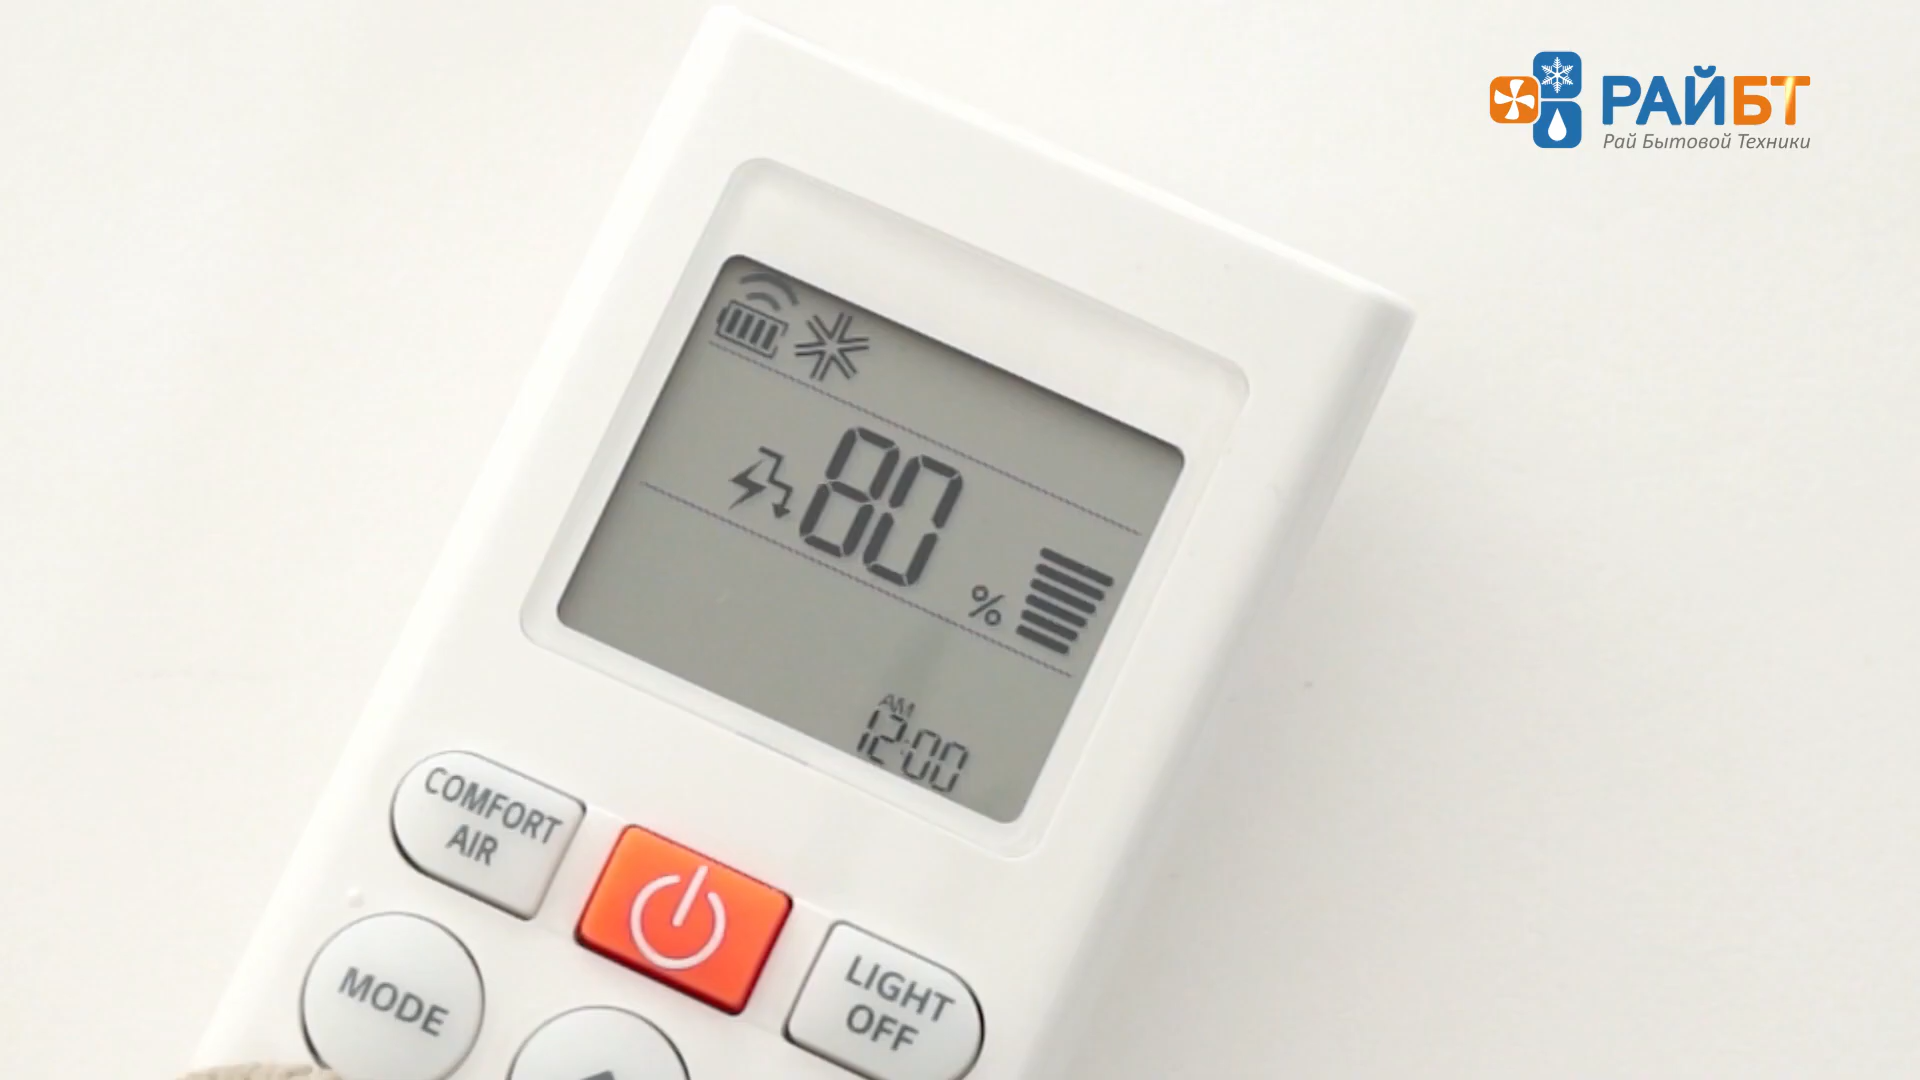 РАЙБТ
Рай Бытовой Техники
80 %
AM
12:00
COMFORT
AIR
MODE
LIGHT
OFF